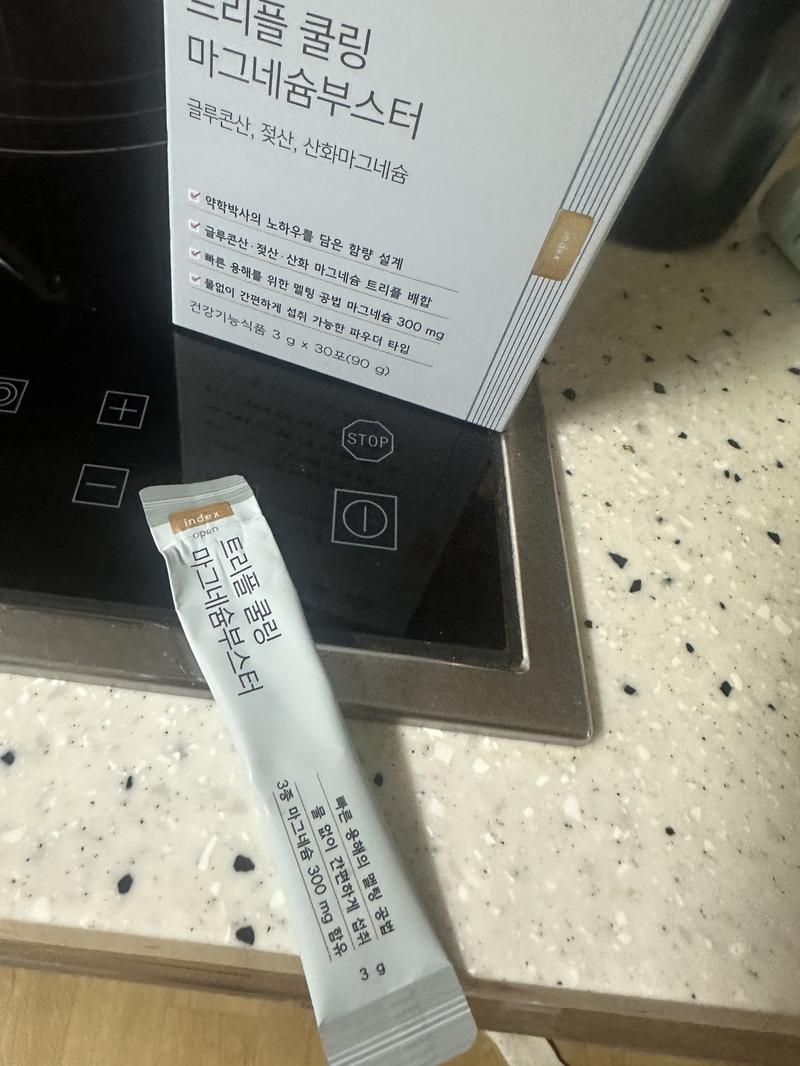 트리플 쿨링
마그네슘부스터
글루콘산, 젖산, 산화마그네슘
약학박사의 노하우를 담은 함량 설계
글루콘산·젖산·산화 마그네슘 트리플 배합
빠른 용해를 위한 멜팅 공법 마그네슘 300 mg
물없이 간편하게 섭취 가능한 파우더 타입
건강기능식품 3 g x 30포(90 g)
index
STOP
index
open
트리플 쿨링
마그네슘부스터
빠른 용해의 멜팅 공법
물 없이 간편하게 섭취
3종 마그네슘 300 mg 함유
3 g